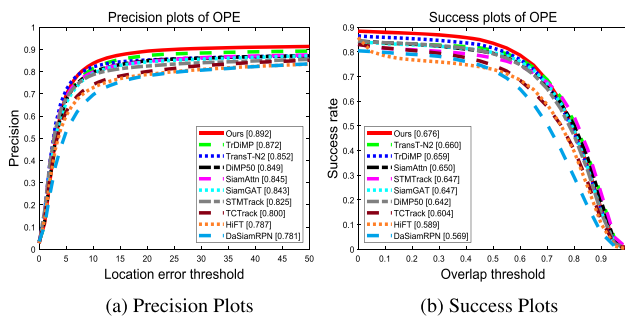 Precision plots of OPE
Precision
0
0.1
0.2
0.3
0.4
0.5
0.6
0.7
0.8
0.9
1
0 5 10 15 20 25 30 35 40 45 50
Location error threshold
Ours [0.892]
TrDiMP [0.872]
TransT-N2 [0.852]
DiMP50 [0.849]
SiamAttn [0.845]
SiamGAT [0.843]
STMTrack [0.825]
TCTrack [0.800]
HiFT [0.787]
DaSiamRPN [0.781]
(a) Precision Plots
Success plots of OPE
Success rate
0
0.1
0.2
0.3
0.4
0.5
0.6
0.7
0.8
0.9
0 0.1 0.2 0.3 0.4 0.5 0.6 0.7 0.8 0.9
Overlap threshold
Ours [0.676]
TransT-N2 [0.660]
TrDiMP [0.659]
SiamAttn [0.650]
STMTrack [0.647]
SiamGAT [0.647]
DiMP50 [0.642]
TCTrack [0.604]
HiFT [0.589]
DaSiamRPN [0.569]
(b) Success Plots